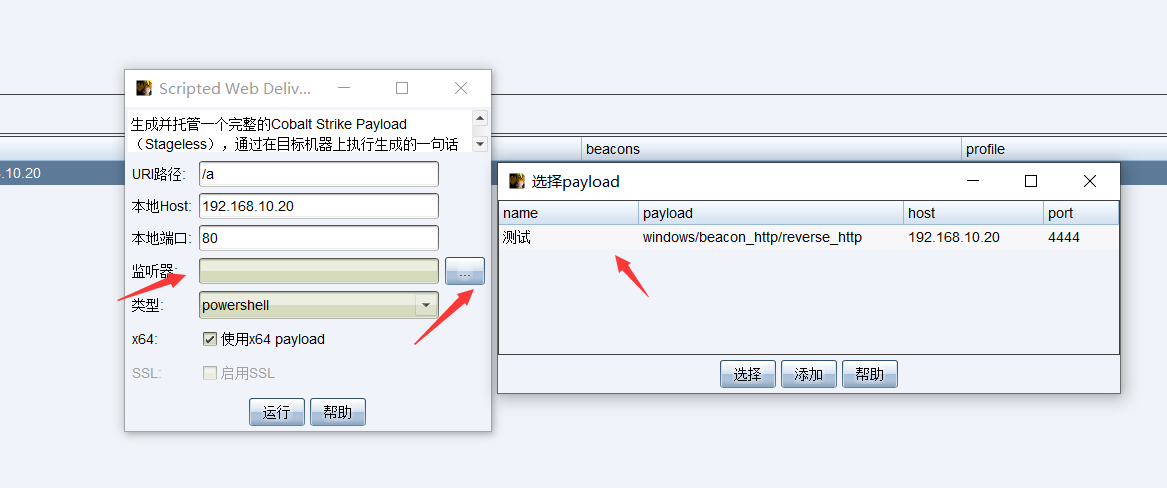 beacons
profile
.10.20
Scripted Web Deliv...
生成并托管一个完整的Cobalt Strike Payload
（Stageless），通过在目标机器上执行生成的一句话
URI路径: /a
本地Host: 192.168.10.20
本地端口: 80
监听器: ...
类型: powershell
x64: 使用x64 payload
SSL: 启用SSL
运行 帮助
选择payload
name payload host port
测试 windows/beacon_http/reverse_http 192.168.10.20 4444
选择 添加 帮助